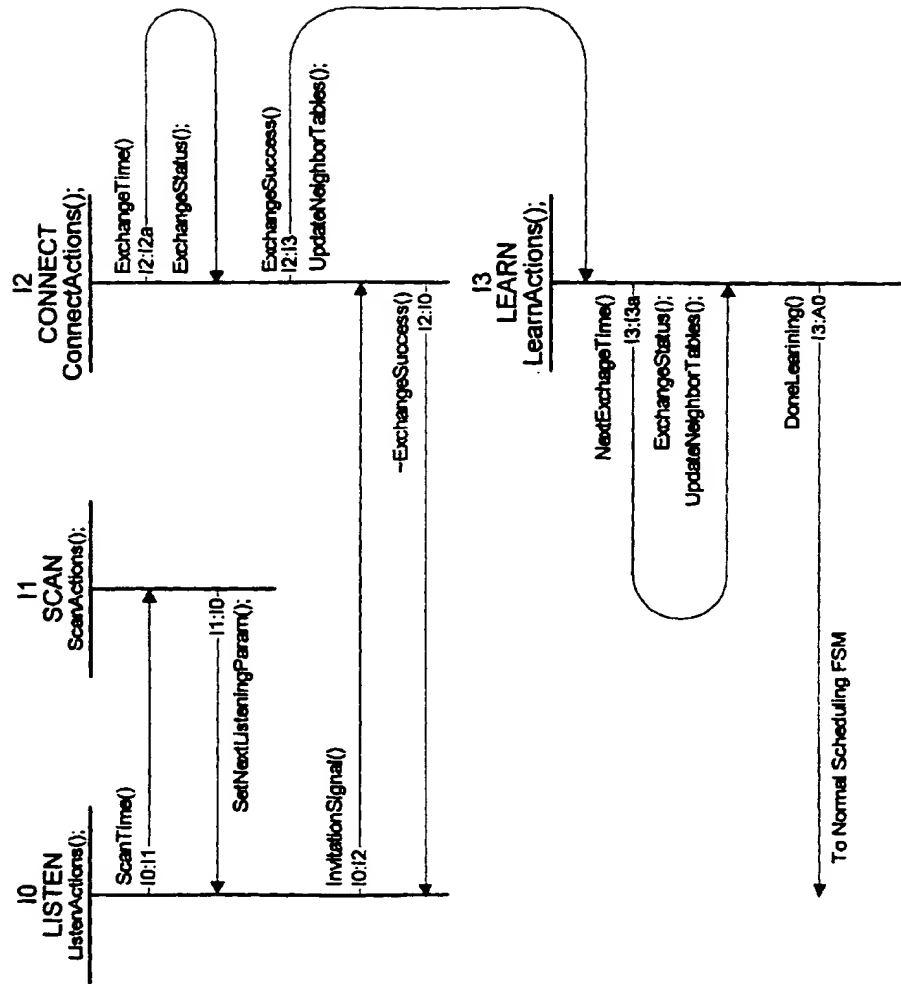 I0
LISTEN
ListenActions();
I1
SCAN
ScanActions();
I2
CONNECT
ConnectActions();
ScanTime()
I0:I1
I1:I0
SetNextListeningParam();
ExchangeTime()
I2:I2a
ExchangeStatus();
ExchangeSuccess()
I2:I3
UpdateNeighborTables();
InvitationSignal()
I0:I2
~ExchangeSuccess()
I2:I0
I3
LEARN
LearnActions();
NextExchageTime()
I3:I3a
ExchangeStatus();
UpdateNeighborTables();
DoneLearining()
I3:A0
To Normal Scheduling FSM